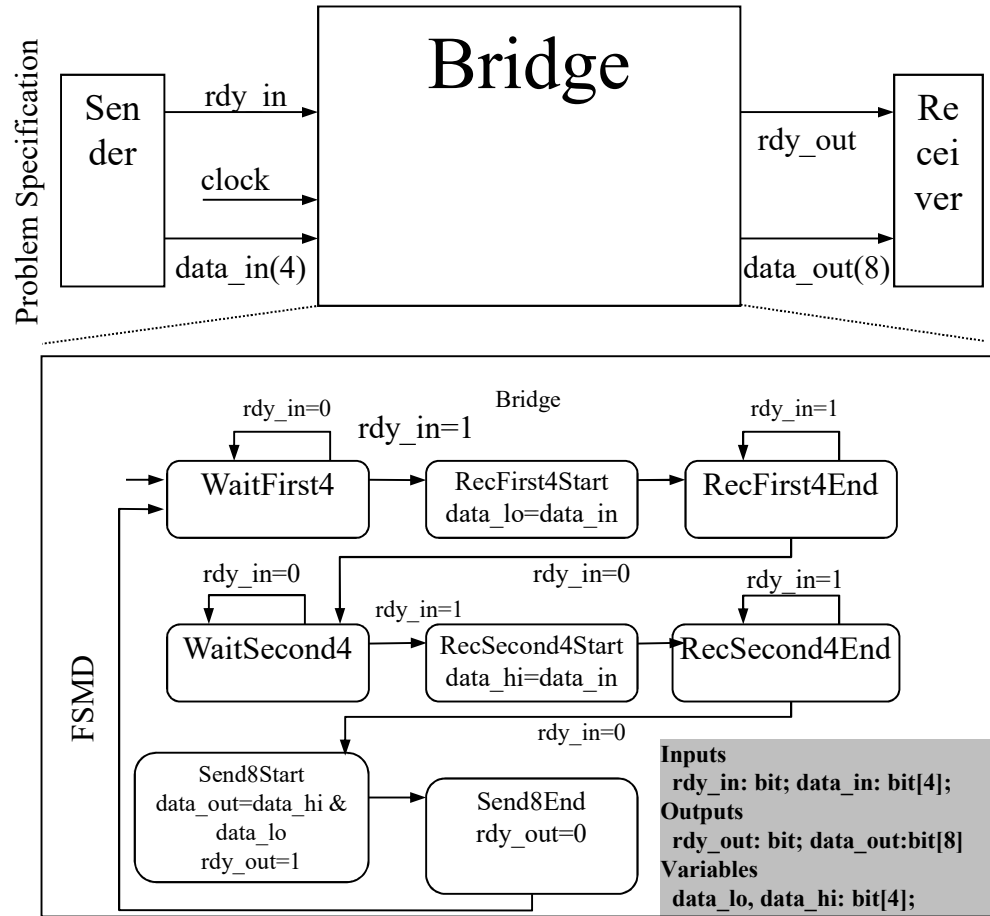 Problem Specification
Bridge
Sen
der
rdy_in
clock
data_in(4)
rdy_out
data_out(8)
Re
cei
ver
FSMD
Bridge
rdy_in=0
rdy_in=1
rdy_in=1
WaitFirst4
RecFirst4Start
data_lo=data_in
RecFirst4End
rdy_in=0
rdy_in=0
rdy_in=1
rdy_in=1
WaitSecond4
RecSecond4Start
data_hi=data_in
RecSecond4End
rdy_in=0
Send8Start
data_out=data_hi &
data_lo
rdy_out=1
Send8End
rdy_out=0
Inputs
rdy_in: bit; data_in: bit[4];
Outputs
rdy_out: bit; data_out:bit[8]
Variables
data_lo, data_hi: bit[4];